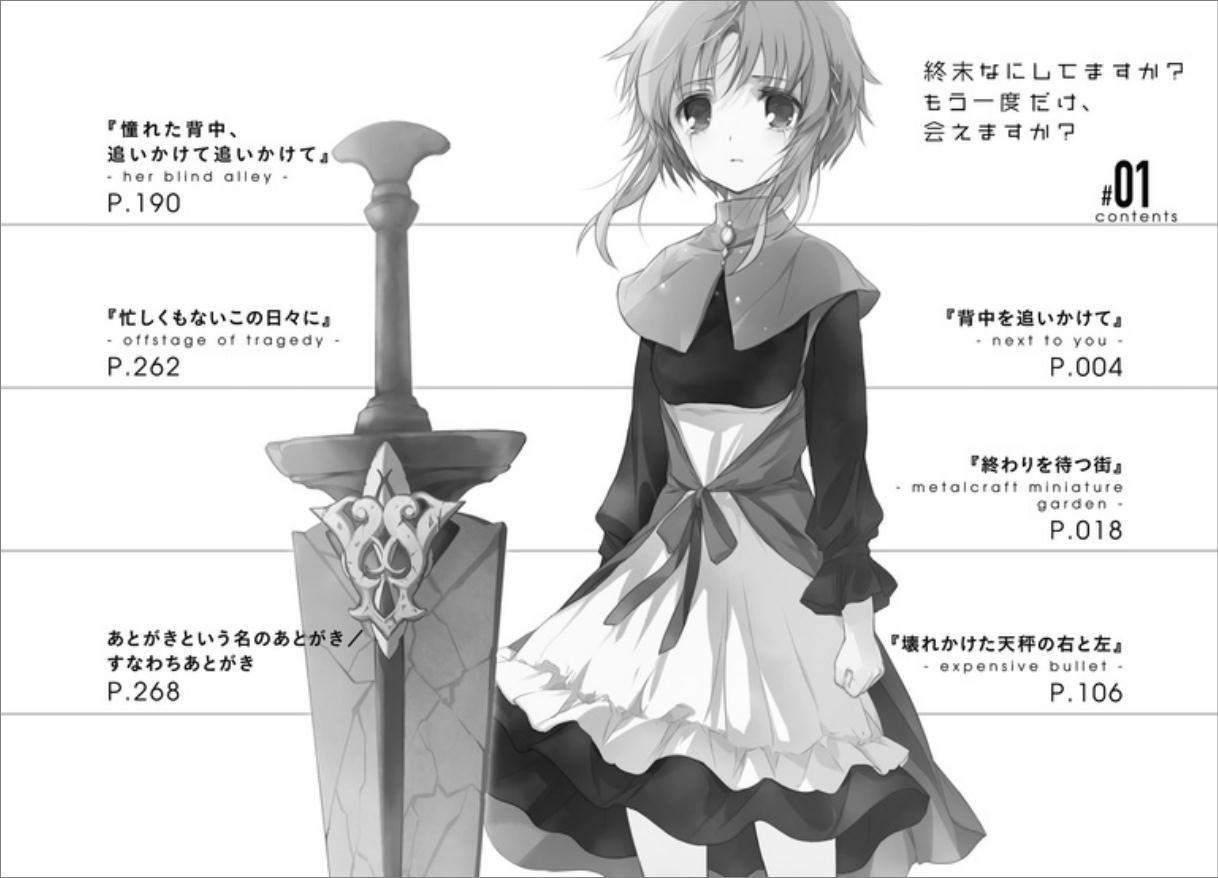 終末なにしてますか?
もう一度だけ、
会えますか?
#01
contents
『背中を追いかけて』
- next to you -
P.004
『終わりを待つ街』
- metalcraft miniature
garden -
P.018
『壊れかけた天秤の右と左』
- expensive bullet -
P.106
『憧れた背中、
追いかけて追いかけて』
- her blind alley -
P.190
『忙しくもないこの日々に』
- offstage of tragedy -
P.262
あとがきという名のあとがき／
すなわちあとがき
P.268